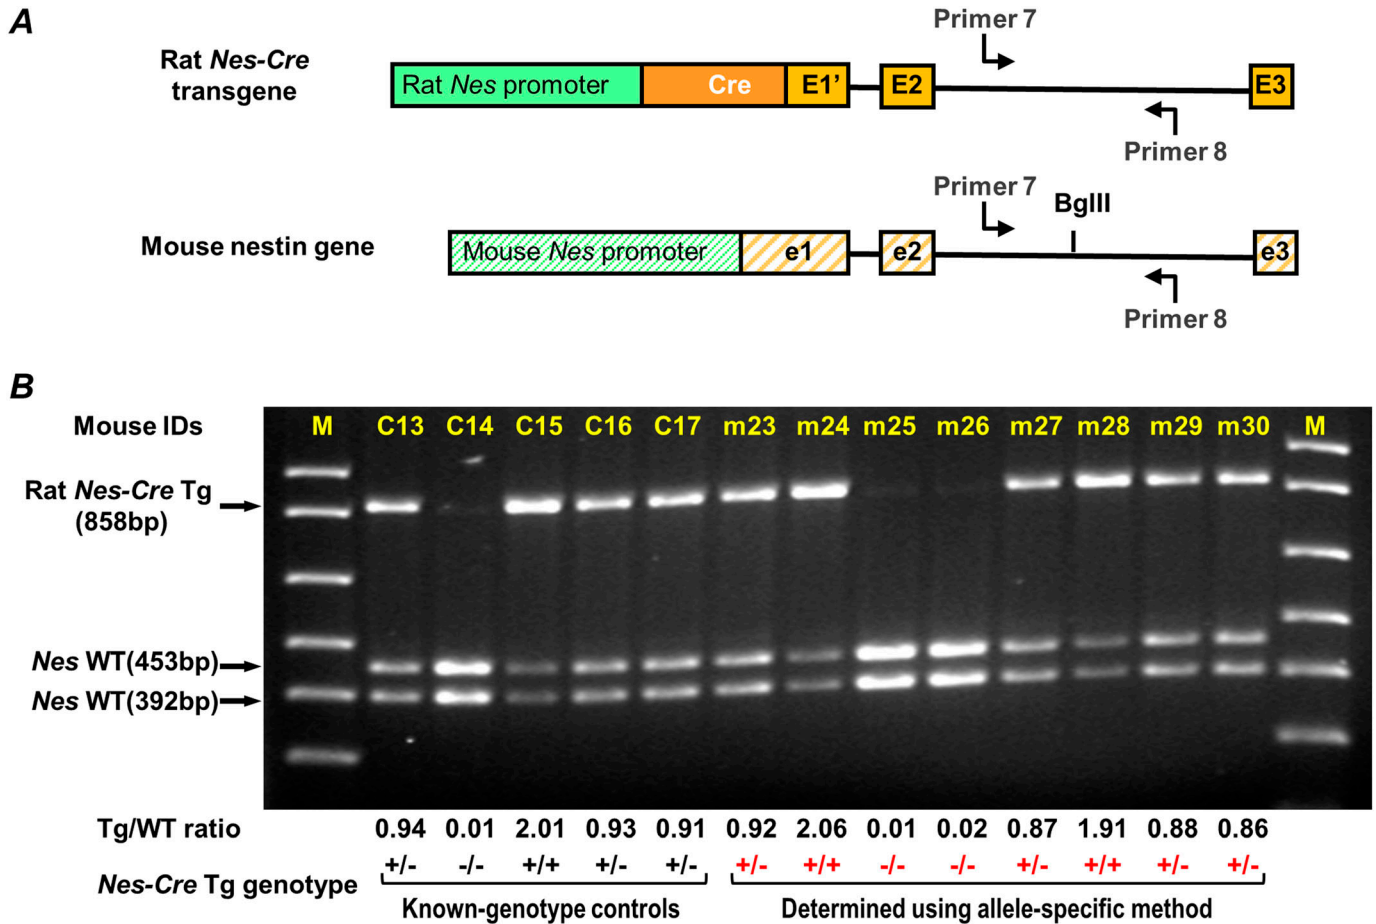 A
Primer 7
Rat Nes-Cre
transgene
Rat Nes promoter Cre E1’ E2 E3
Primer 8
Primer 7
BglII
Mouse nestin gene
Mouse Nes promoter e1 e2 e3
Primer 8
B
Mouse IDs M C13 C14 C15 C16 C17 m23 m24 m25 m26 m27 m28 m29 m30 M
Rat Nes-Cre Tg
(858bp)
Nes WT(453bp)
Nes WT(392bp)
Tg/WT ratio 0.94 0.01 2.01 0.93 0.91 0.92 2.06 0.01 0.02 0.87 1.91 0.88 0.86
Nes-Cre Tg genotype +/- -/- +/+ +/- +/- +/- +/+ -/- -/- +/- +/+ +/- +/-
Known-genotype controls Determined using allele-specific method